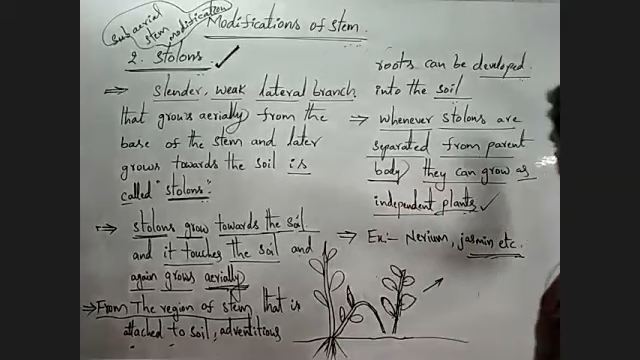 sub aerial
stem modification
Modifications of stem.
2. Stolons.
⇒ slender, weak lateral branch
that grows aerially from the
base of the stem and later
grows towards the soil is
called "stolons".
⇒ stolons grow towards the soil
and it touches the soil and
again grows aerially
⇒ From The region of stem that is
attached to soil, adventitious
roots can be developed
into the soil
⇒ whenever stolons are
separated from parent
body, they can grow as
independent plants
⇒ Ex:- Nerium, jasmin etc.